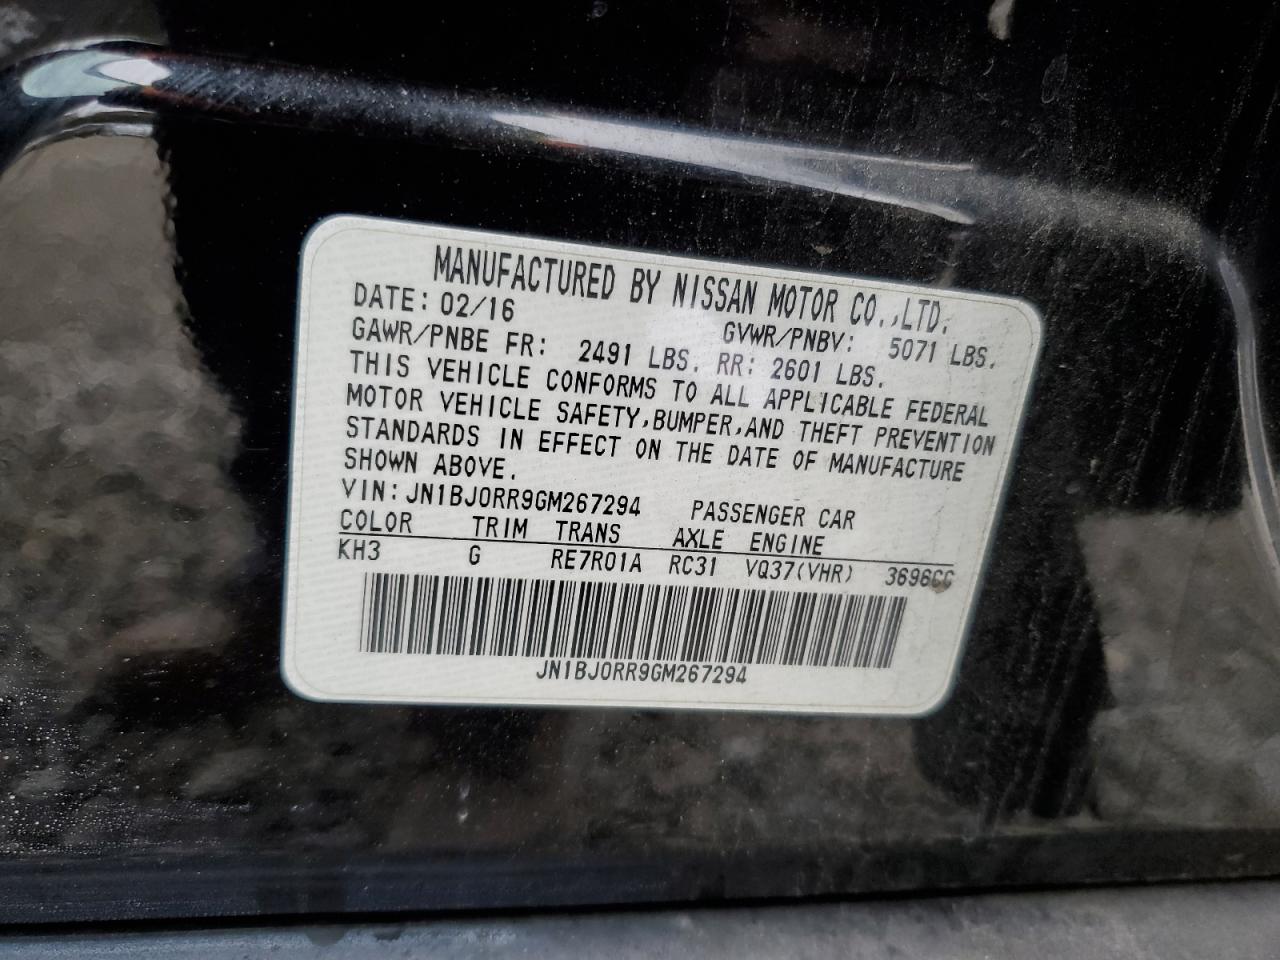 MANUFACTURED BY NISSAN MOTOR CO.,LTD.
DATE: 02/16 GVWR/PNBV: 5071 LBS.
GAWR/PNBE FR: 2491 LBS. RR: 2601 LBS.
THIS VEHICLE CONFORMS TO ALL APPLICABLE FEDERAL
MOTOR VEHICLE SAFETY,BUMPER,AND THEFT PREVENTION
STANDARDS IN EFFECT ON THE DATE OF MANUFACTURE
SHOWN ABOVE.
VIN: JN1BJ0RR9GM267294 PASSENGER CAR
COLOR TRIM TRANS AXLE ENGINE
KH3 G RE7R01A RC31 VQ37(VHR) 3696CC
JN1BJ0RR9GM267294